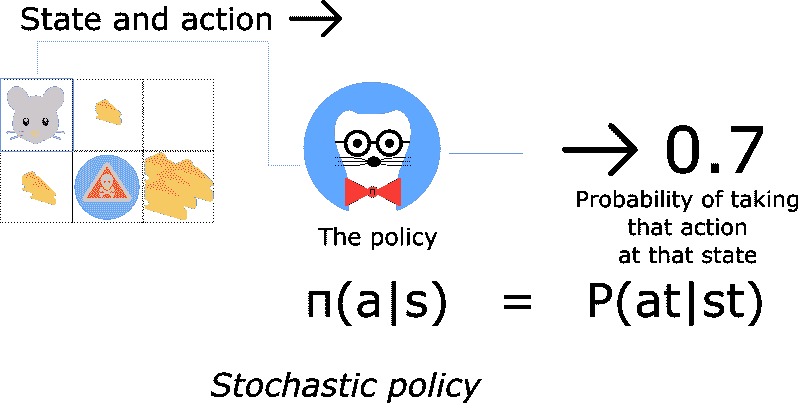 State and action →
→ 0.7
Probability of taking
that action
at that state
The policy
π(a|s) = P(at|st)
Stochastic policy